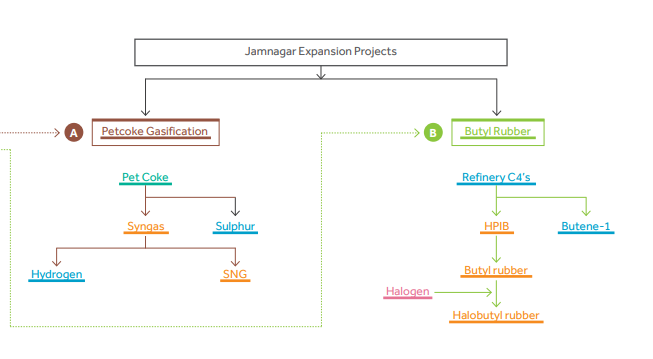 Jamnagar Expansion Projects
A
Petcoke Gasification
B
Butyl Rubber
Pet Coke
Refinery C4's
Syngas
Sulphur
HPIB
Butene-1
Hydrogen
SNG
Butyl rubber
Halogen
Halobutyl rubber